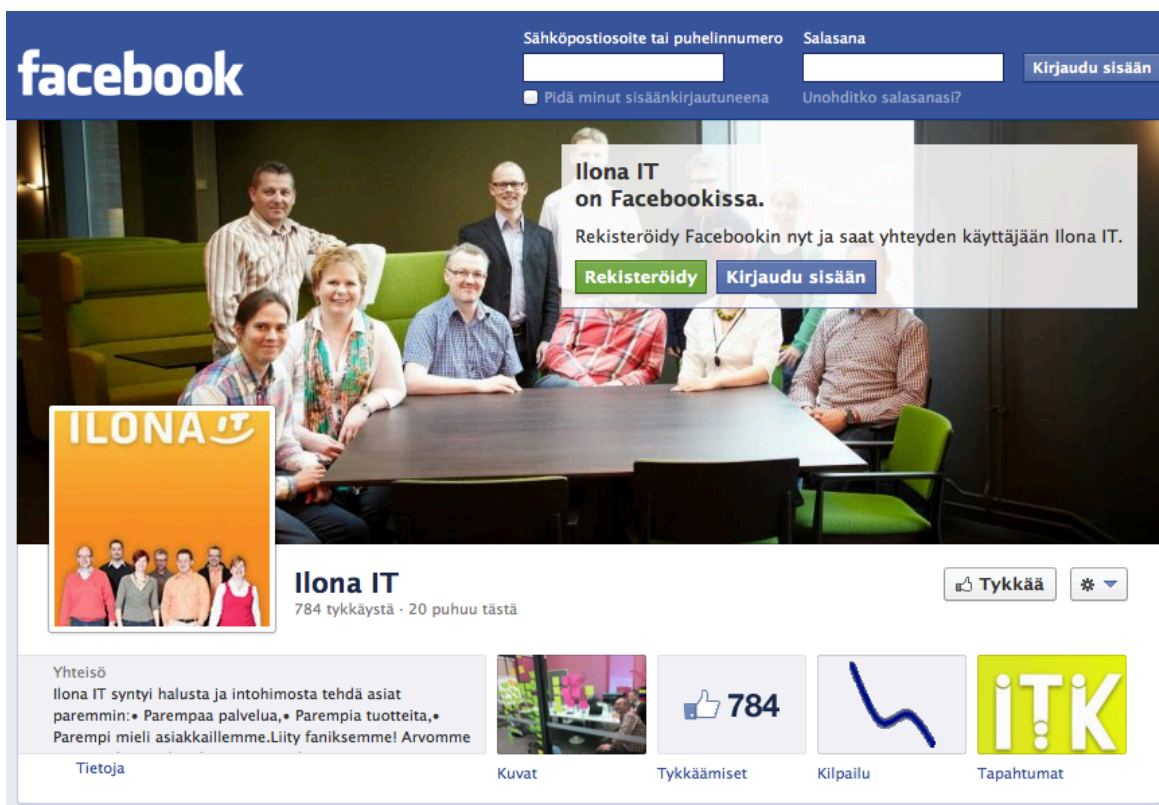 facebook
Sähköpostiosoite tai puhelinnumero
Salasana
Kirjaudu sisään
Pidä minut sisäänkirjautuneena
Unohditko salasanasi?
Ilona IT
on Facebookissa.
Rekisteröidy Facebookin nyt ja saat yhteyden käyttäjään Ilona IT.
Rekisteröidy
Kirjaudu sisään
ILONA IT
Ilona IT
784 tykkäystä · 20 puhuu tästä
Tykkää
Yhteisö
Ilona IT syntyi halusta ja intohimosta tehdä asiat
paremmin:• Parempaa palvelua,• Parempia tuotteita,•
Parempi mieli asiakkaillemme.Liity faniksemme! Arvomme
Tietoja
784
iTK
Kuvat
Tykkäämiset
Kilpailu
Tapahtumat